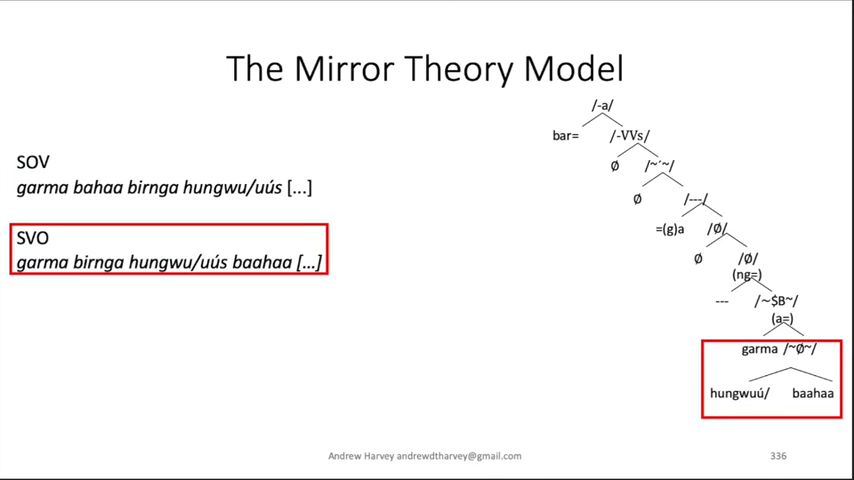 The Mirror Theory Model
SOV
garma bahaa birnga hungwu/uús [...]
SVO
garma birnga hungwu/uús baahaa [...]
/-a/
bar= /-VVs/
Ø /~´~/
Ø /---/
=(g)a /Ø/
Ø /Ø/
(ng=)
--- /~$B~/
(a=)
garma /~Ø~/
hungwuú/ baahaa
Andrew Harvey andrewdtharvey@gmail.com 336